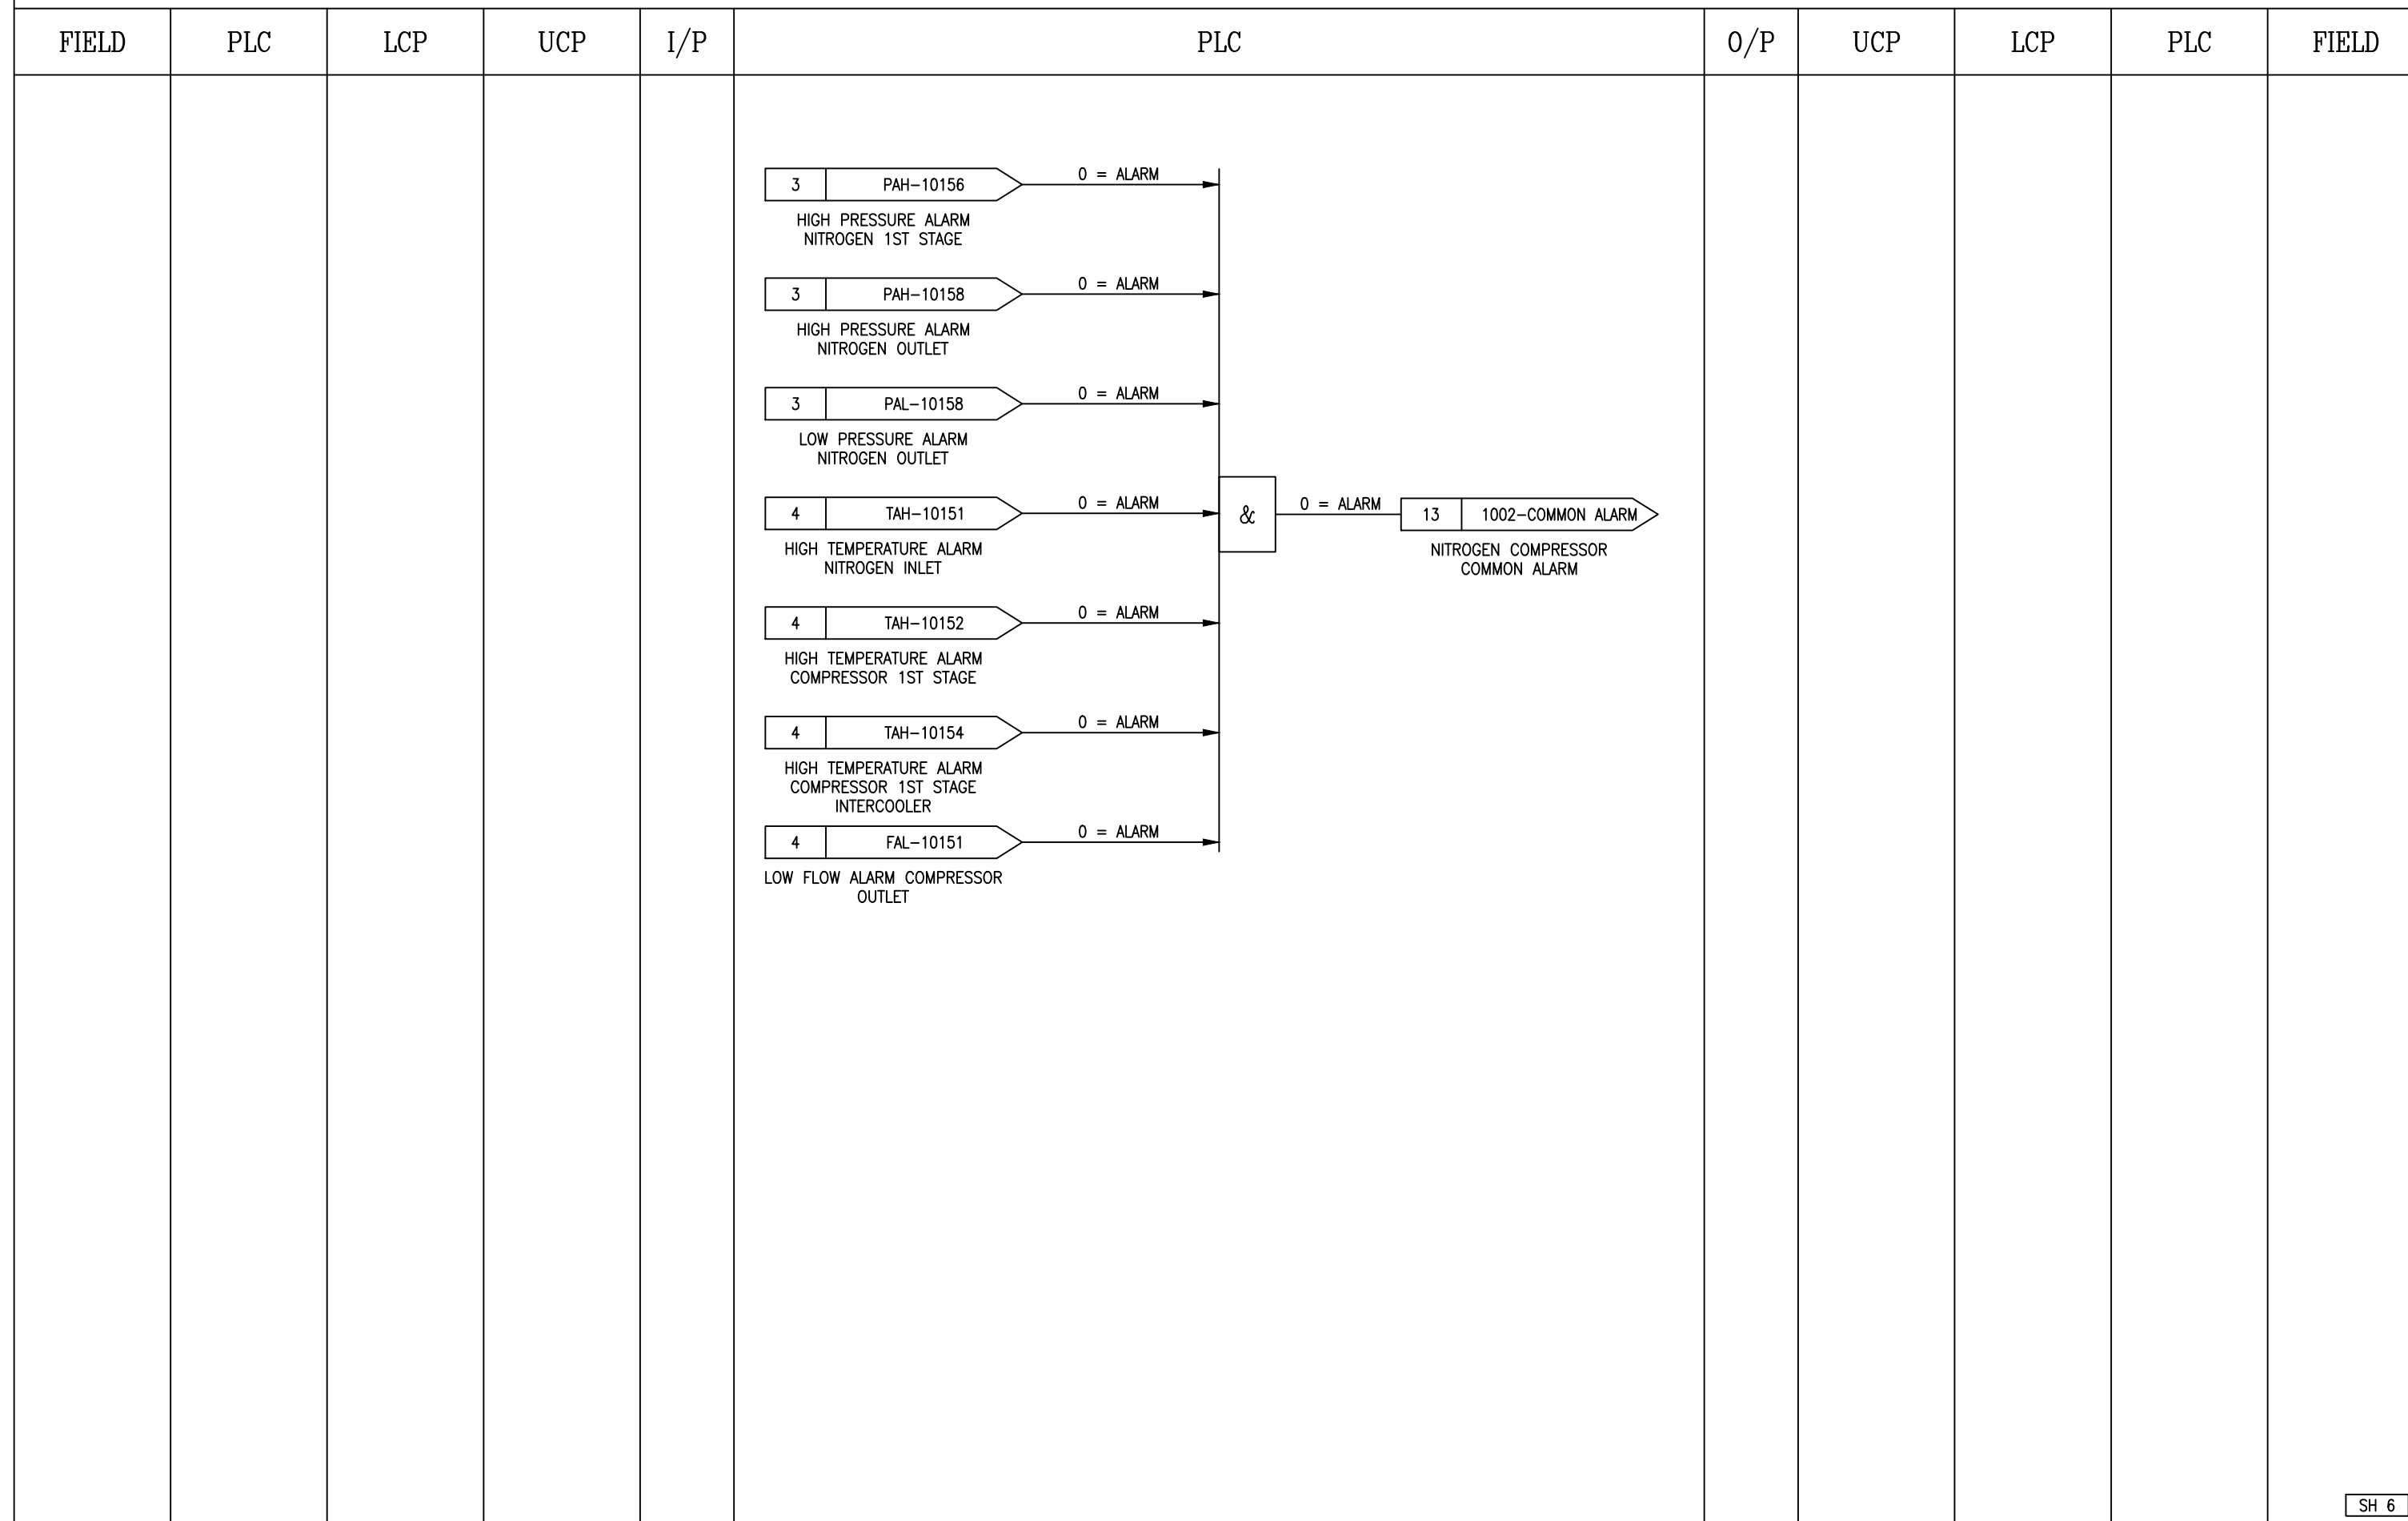 FIELD PLC LCP UCP I/P PLC O/P UCP LCP PLC FIELD
3 PAH-10156 0 = ALARM
HIGH PRESSURE ALARM
NITROGEN 1ST STAGE
3 PAH-10158 0 = ALARM
HIGH PRESSURE ALARM
NITROGEN OUTLET
3 PAL-10158 0 = ALARM
LOW PRESSURE ALARM
NITROGEN OUTLET
4 TAH-10151 0 = ALARM
HIGH TEMPERATURE ALARM
NITROGEN INLET
4 TAH-10152 0 = ALARM
HIGH TEMPERATURE ALARM
COMPRESSOR 1ST STAGE
4 TAH-10154 0 = ALARM
HIGH TEMPERATURE ALARM
COMPRESSOR 1ST STAGE
INTERCOOLER
4 FAL-10151 0 = ALARM
LOW FLOW ALARM COMPRESSOR
OUTLET
& 0 = ALARM 13 1002-COMMON ALARM
NITROGEN COMPRESSOR
COMMON ALARM
SH 6